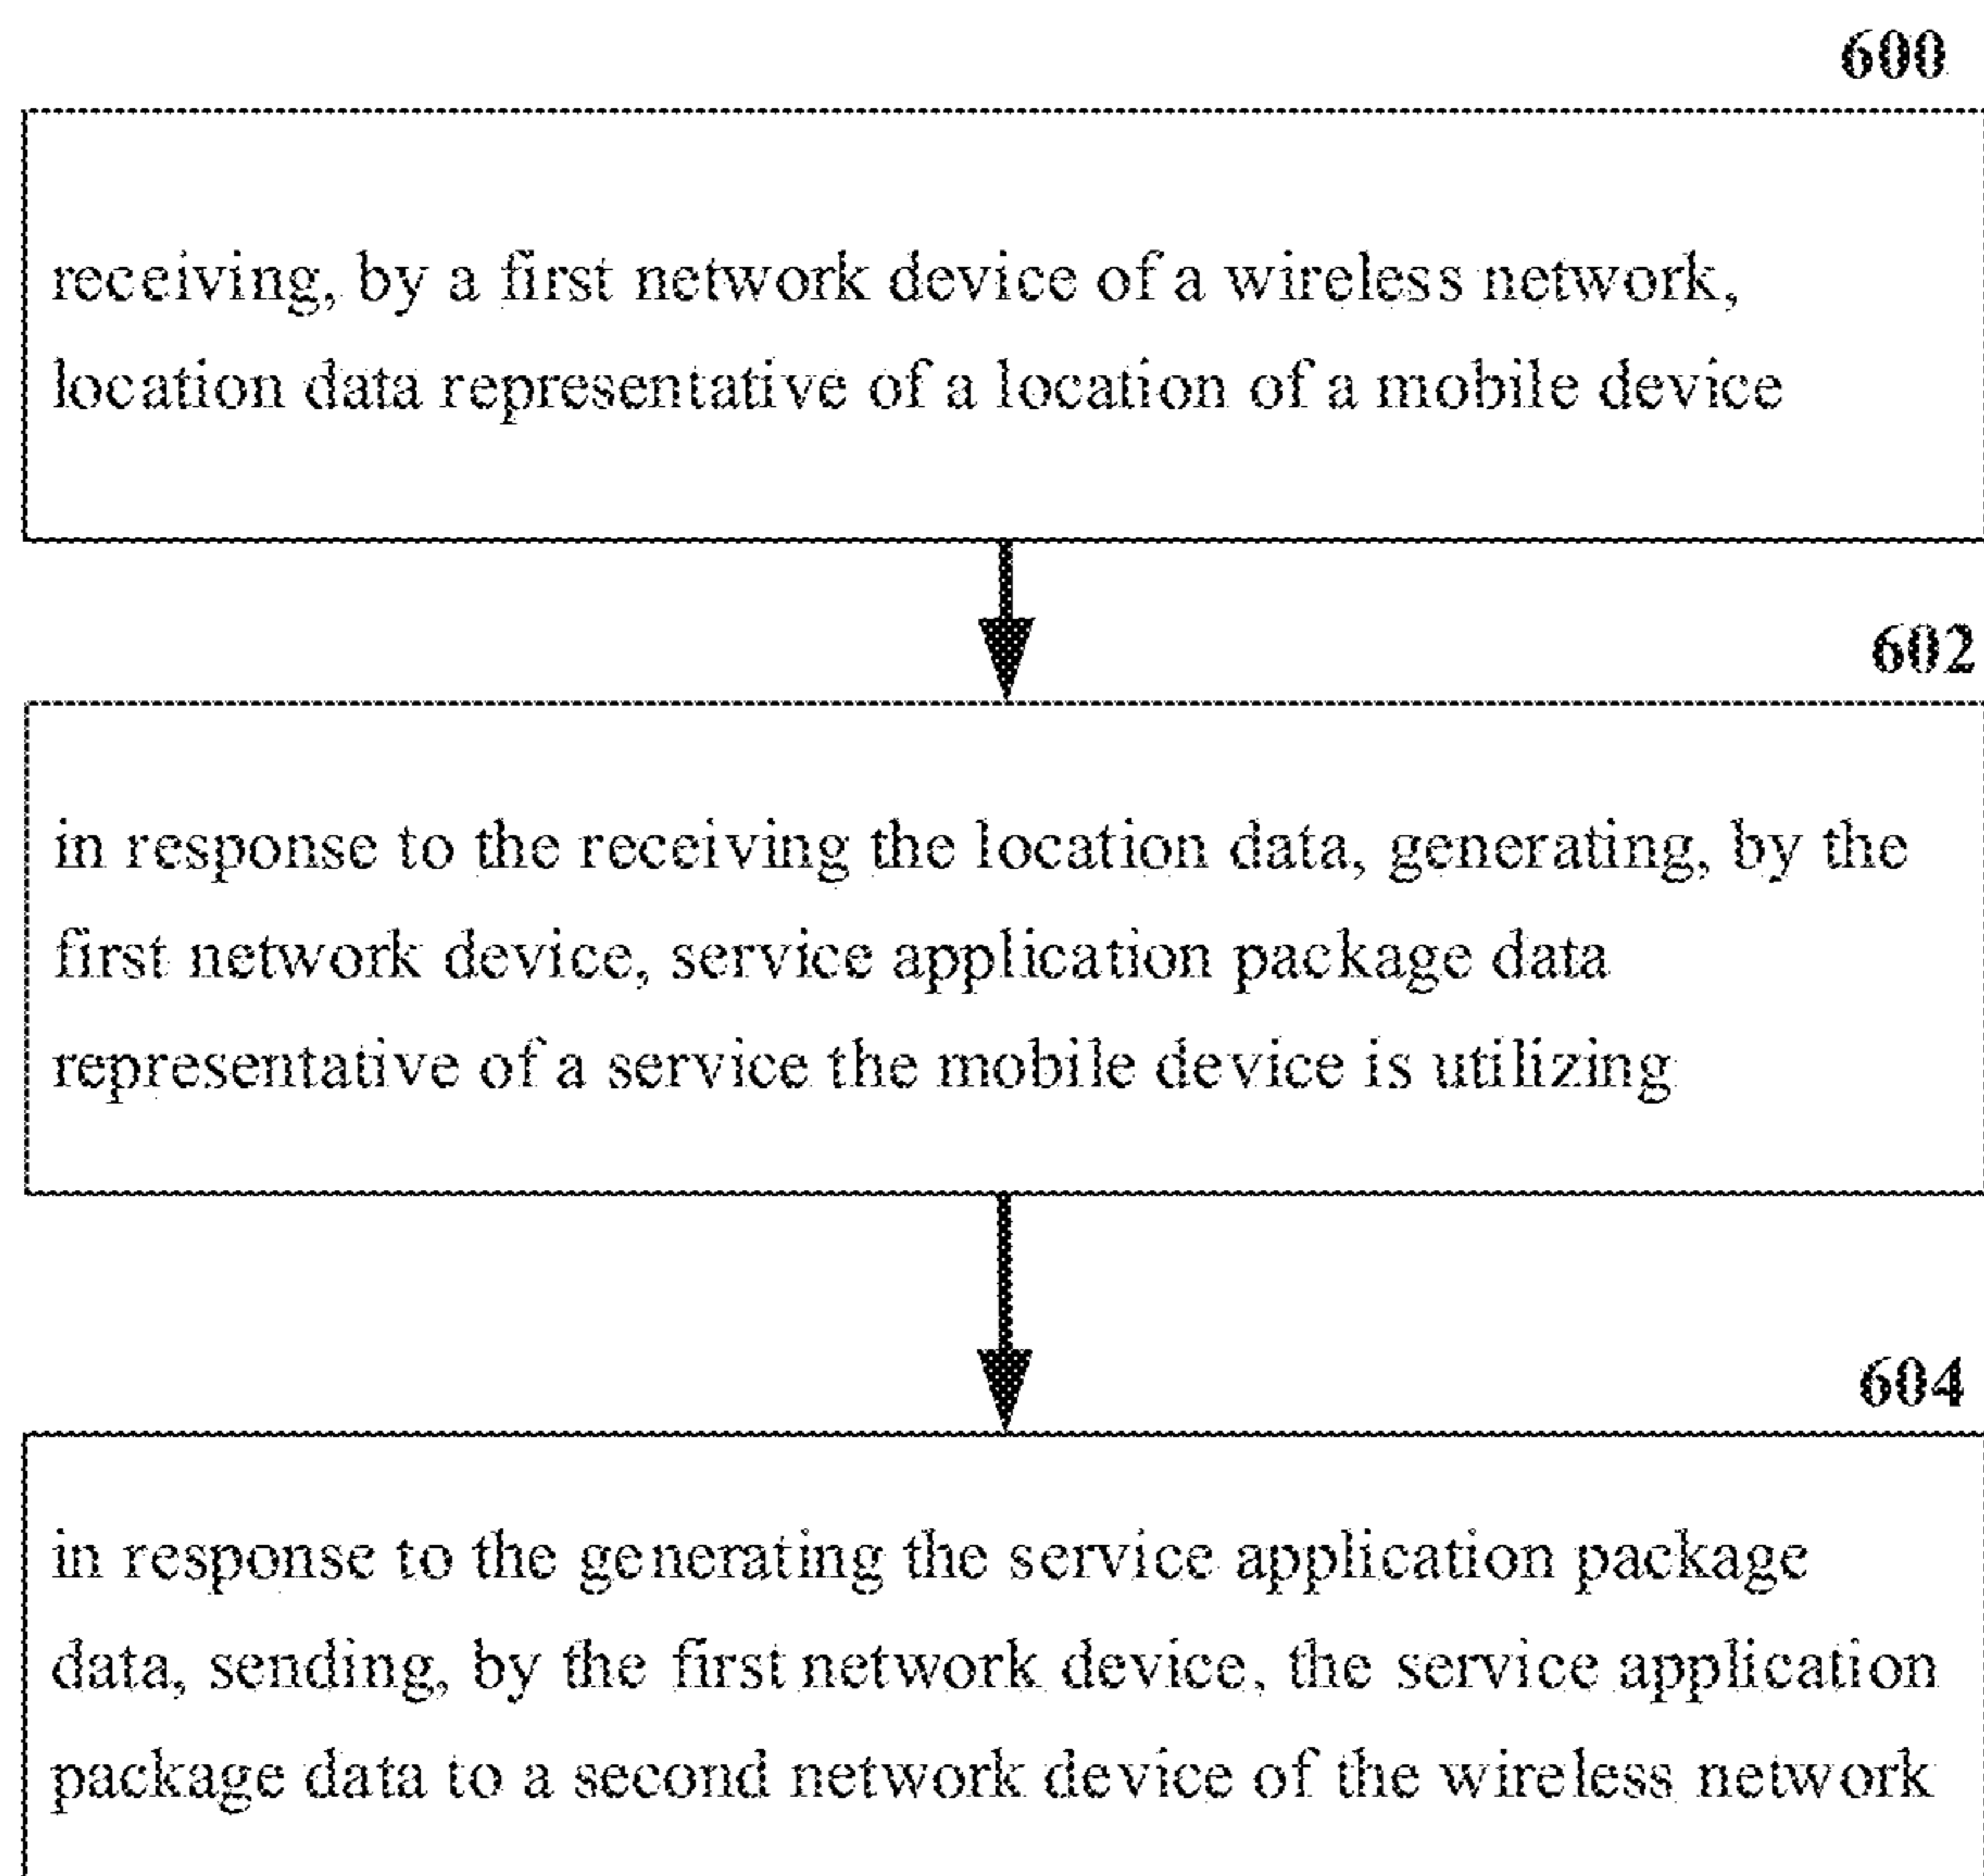 600
receiving, by a first network device of a wireless network,
location data representative of a location of a mobile device
602
in response to the receiving the location data, generating, by the
first network device, service application package data
representative of a service the mobile device is utilizing
604
in response to the generating the service application package
data, sending, by the first network device, the service application
package data to a second network device of the wireless network